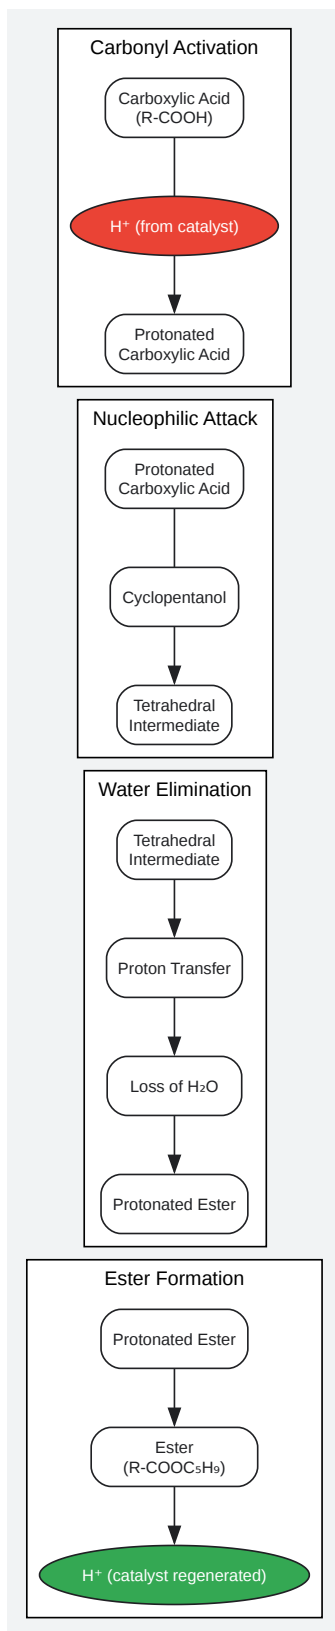 Carbonyl Activation
Carboxylic Acid
(R-COOH)
H⁺ (from catalyst)
Protonated
Carboxylic Acid
Nucleophilic Attack
Protonated
Carboxylic Acid
Cyclopentanol
Tetrahedral
Intermediate
Water Elimination
Tetrahedral
Intermediate
Proton Transfer
Loss of H₂O
Protonated Ester
Ester Formation
Protonated Ester
Ester
(R-COOC₅H₉)
H⁺ (catalyst regenerated)